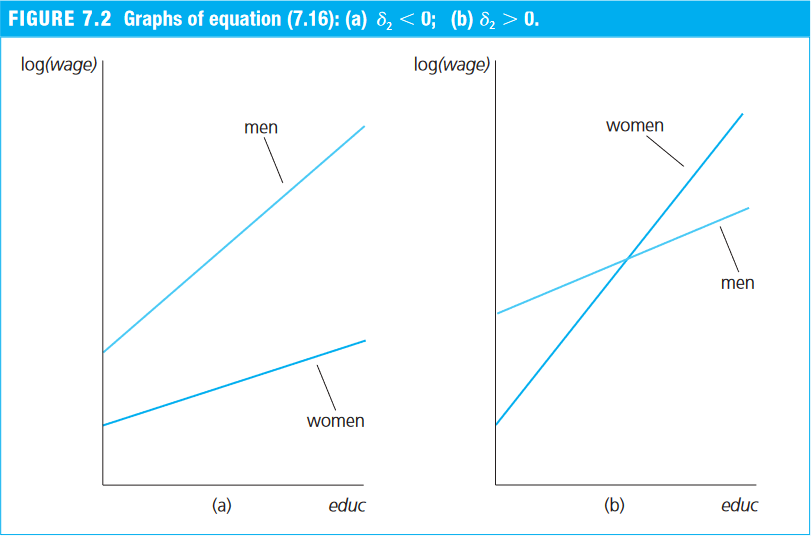 FIGURE 7.2 Graphs of equation (7.16): (a) δ₂ < 0; (b) δ₂ > 0.
log(wage)
men
women
(a)
educ
log(wage)
women
men
(b)
educ